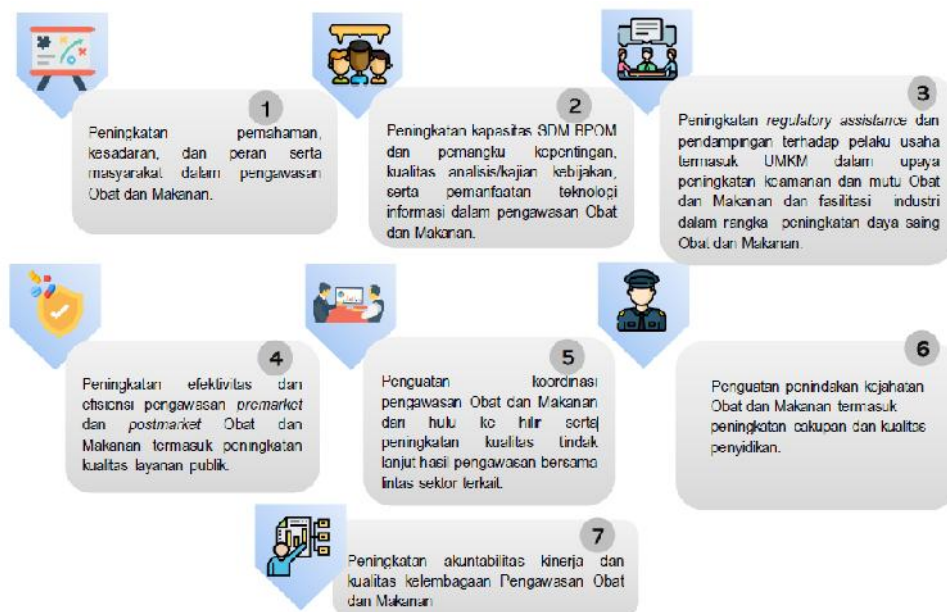 1
Peningkatan pemahaman,
kesadaran, dan peran serta
masyarakat dalam pengawasan
Obat dan Makanan.
2
Peningkatan kapasitas SDM BPOM
dan pemangku kepentingan,
kualitas analisis/kajian kebijakan,
serta pemanfaatan teknologi
informasi dalam pengawasan Obat
dan Makanan.
3
Peningkatan regulatory assistance dan
pendampingan terhadap pelaku usaha
termasuk UMKM dalam upaya
peningkatan keamanan dan mutu Obat
dan Makanan dan fasilitasi industri
dalam rangka peningkatan daya saing
Obat dan Makanan.
4
Peningkatan efektivitas dan
efisiensi pengawasan premarket
dan postmarket Obat dan
Makanan termasuk peningkatan
kualitas layanan publik.
5
Penguatan koordinasi
pengawasan Obat dan Makanan
dari hulu ke hilir serta
peningkatan kualitas tindak
lanjut hasil pengawasan bersama
lintas sektor terkait.
6
Penguatan penindakan kejahatan
Obat dan Makanan termasuk
peningkatan cakupan dan kualitas
penyidikan.
7
Peningkatan akuntabilitas kinerja dan
kualitas kelembagaan Pengawasan Obat
dan Makanan